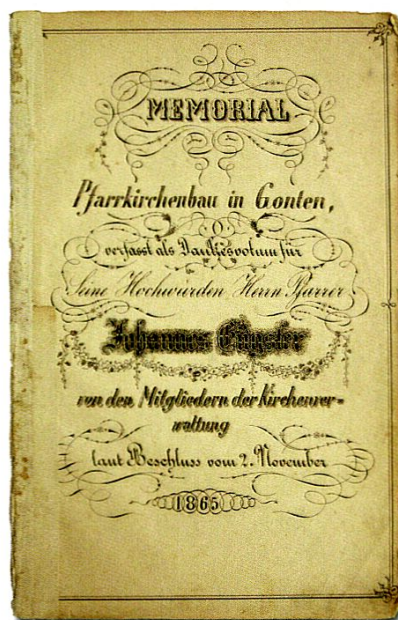 MEMORIAL
Pfarrkirchenbau in Gonten,
verfasst als Dankesvotum für
Seine Hochwürden Herrn Pfarrer
Johannes
von den Mitgliedern der Kirchenver=
waltung
laut Beschluss vom 2. November
1865